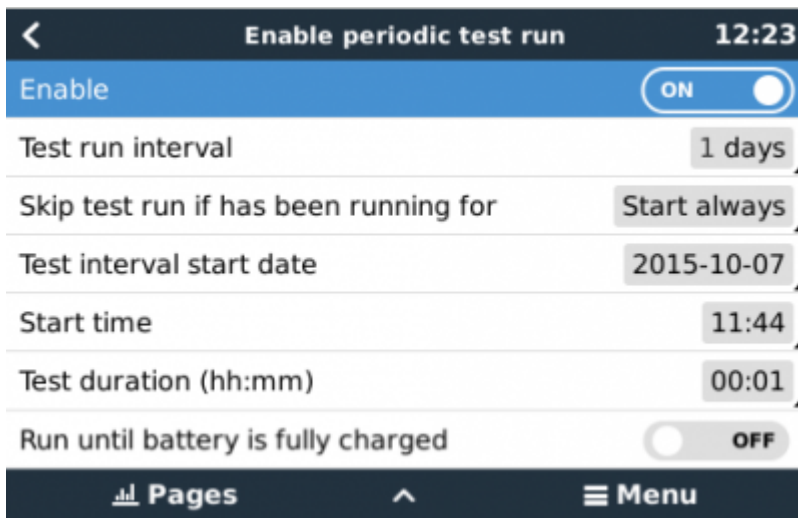 Enable periodic test run 12:23
Enable ON
Test run interval 1 days
Skip test run if has been running for Start always
Test interval start date 2015-10-07
Start time 11:44
Test duration (hh:mm) 00:01
Run until battery is fully charged OFF
Pages Menu